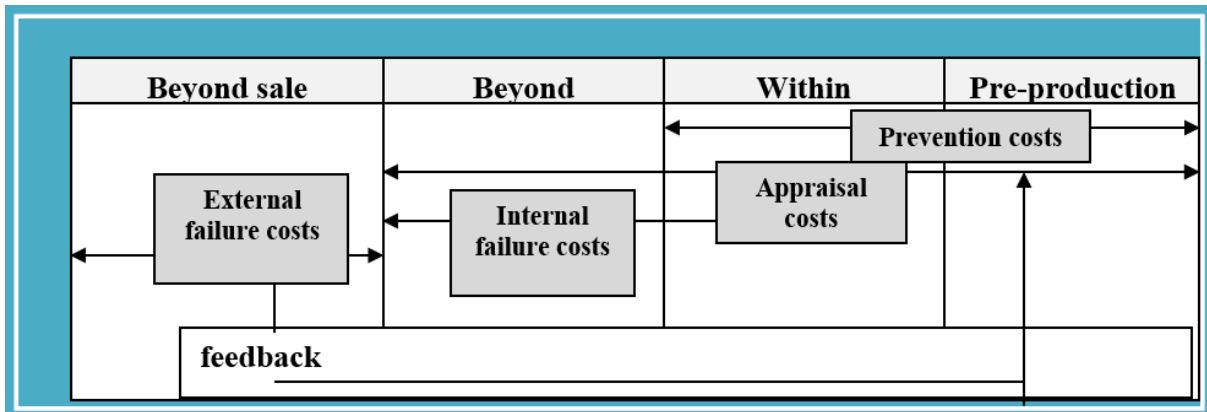 Beyond sale
Beyond
Within
Pre-production
Prevention costs
Appraisal
costs
External
failure costs
Internal
failure costs
feedback